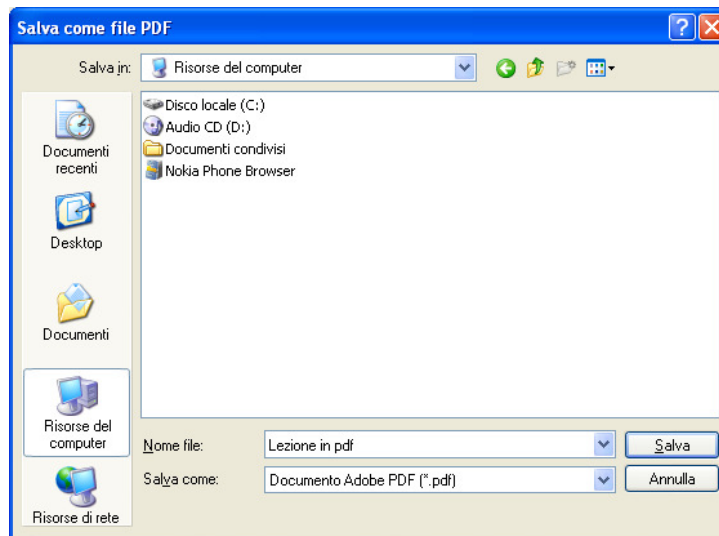 Salva come file PDF
Salva in:
Risorse del computer
Disco locale (C:)
Audio CD (D:)
Documenti condivisi
Nokia Phone Browser
Documenti
recenti
Desktop
Documenti
Risorse del
computer
Risorse di rete
Nome file:
Lezione in pdf
Salva
Salva come:
Documento Adobe PDF (*.pdf)
Annulla